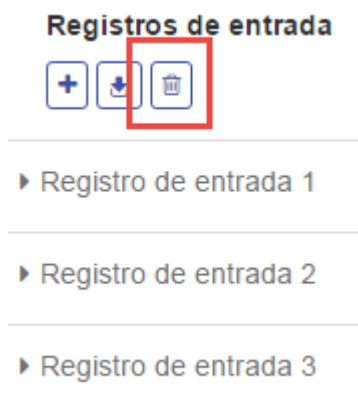 Registros de entrada
Registro de entrada 1
Registro de entrada 2
Registro de entrada 3